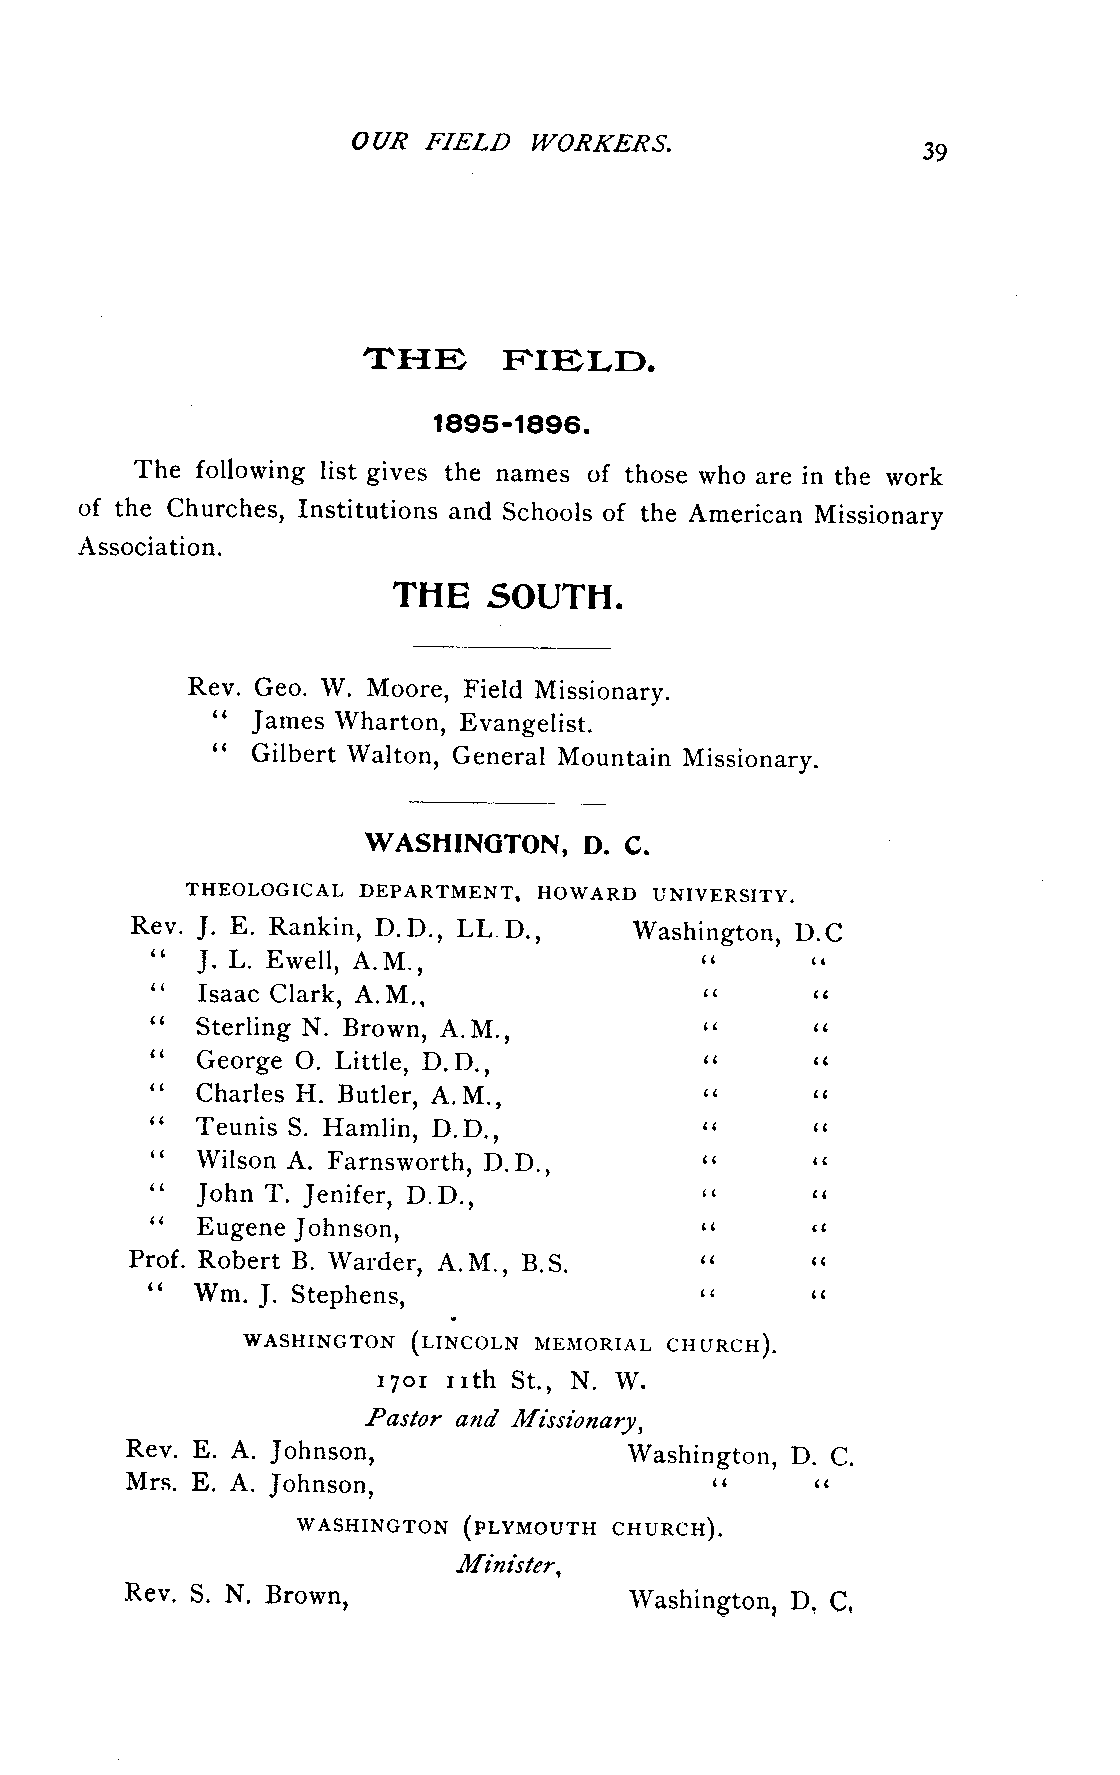 OUR FIELD WORKERS. 39
THE FIELD.
1895-1896.
The following list gives the names of those who are in the work
of the Churches, Institutions and Schools of the American Missionary
Association.
THE SOUTH.
Rev. Geo. W. Moore, Field Missionary.
“ James Wharton, Evangelist.
“ Gilbert Walton, General Mountain Missionary.
WASHINGTON, D. C.
THEOLOGICAL DEPARTMENT, HOWARD UNIVERSITY.
Rev. J. E. Rankin, D.D., LL.D., Washington, D.C
“ J. L. Ewell, A.M., “ “
“ Isaac Clark, A.M., “ “
“ Sterling N. Brown, A.M., “ “
“ George O. Little, D.D., “ “
“ Charles H. Butler, A.M., “ “
“ Teunis S. Hamlin, D.D., “ “
“ Wilson A. Farnsworth, D.D., “ “
“ John T. Jenifer, D.D., “ “
“ Eugene Johnson, “ “
Prof. Robert B. Warder, A.M., B.S. “ “
“ Wm. J. Stephens, “ “
WASHINGTON (LINCOLN MEMORIAL CHURCH).
1701 11th St., N. W.
Pastor and Missionary,
Rev. E. A. Johnson, Washington, D. C.
Mrs. E. A. Johnson, “ “
WASHINGTON (PLYMOUTH CHURCH).
Minister,
Rev. S. N. Brown, Washington, D, C,